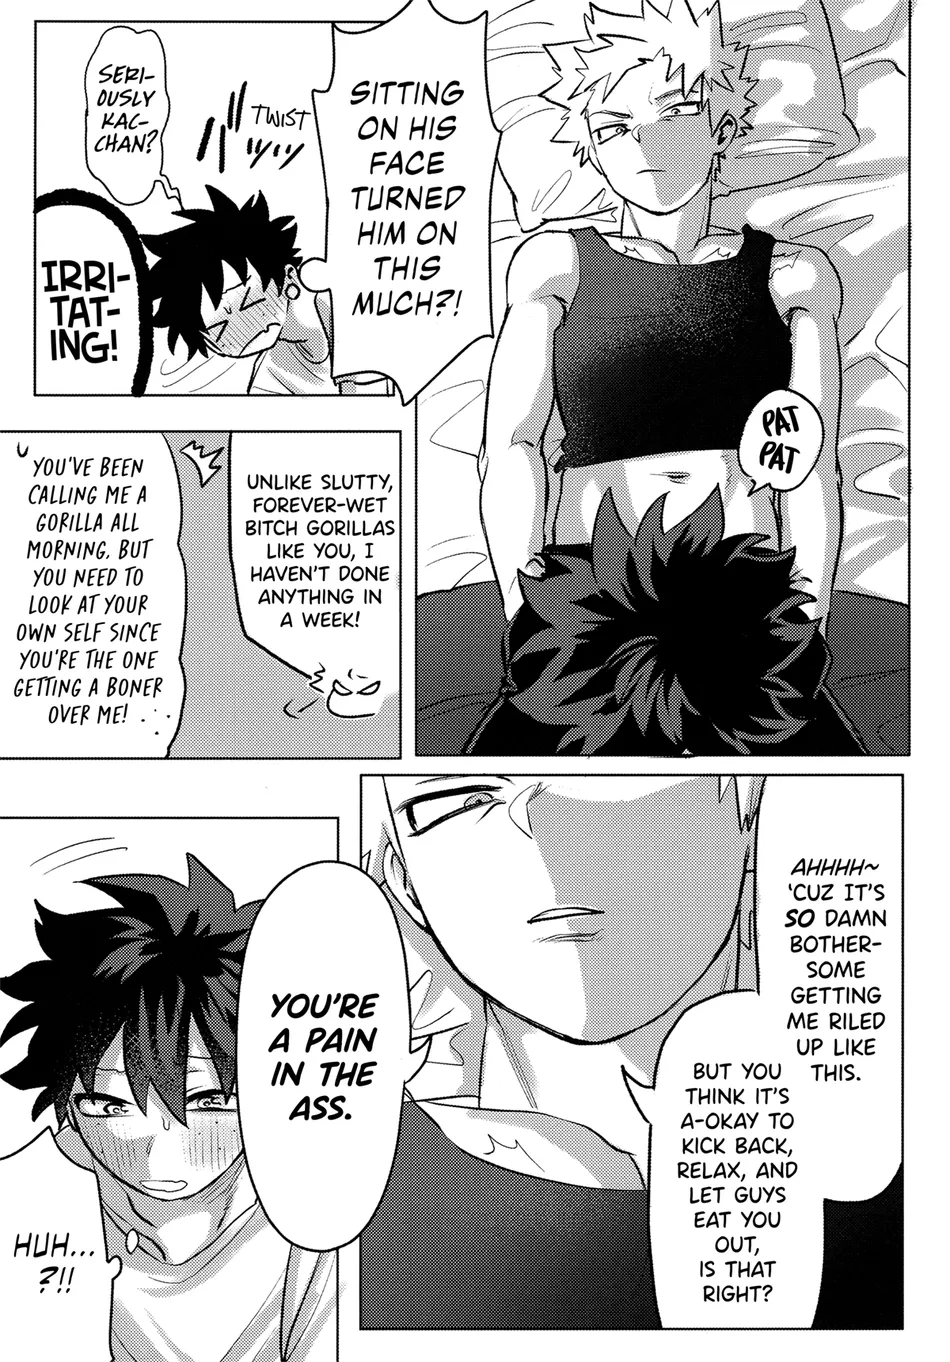 SITTING
ON HIS
FACE
TURNED
HIM ON
THIS
MUCH?!
PAT
PAT
TWIST
SERI-
OUSLY
KAC-
CHAN?
IRRI-
TAT-
ING!
UNLIKE SLUTTY,
FOREVER-WET
BITCH GORILLAS
LIKE YOU, I
HAVEN'T DONE
ANYTHING IN
A WEEK!
YOU'VE BEEN
CALLING ME A
GORILLA ALL
MORNING, BUT
YOU NEED TO
LOOK AT YOUR
OWN SELF SINCE
YOU'RE THE ONE
GETTING A BONER
OVER ME!
AHHHH~
'CUZ IT'S
SO DAMN
BOTHER-
SOME
GETTING
ME RILED
UP LIKE
THIS.
BUT YOU
THINK IT'S
A-OKAY TO
KICK BACK,
RELAX, AND
LET GUYS
EAT YOU
OUT,
IS THAT
RIGHT?
YOU'RE
A PAIN
IN THE
ASS.
HUH...
?!!